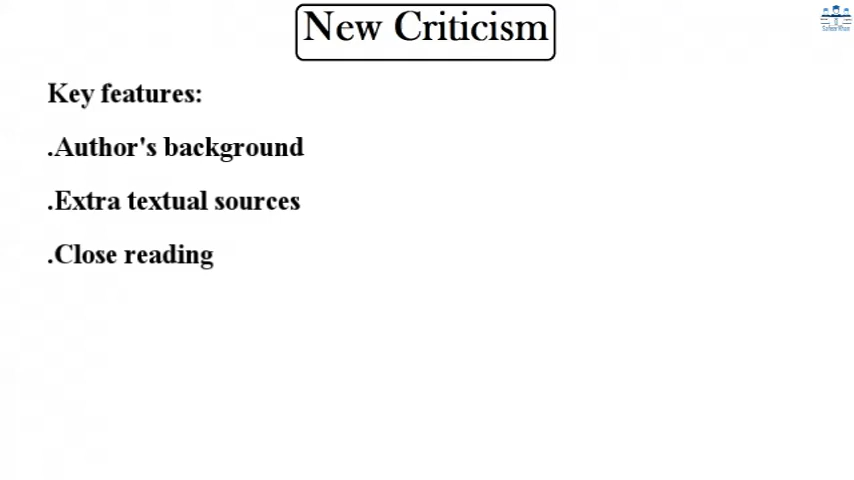 New Criticism
Key features:
.Author's background
.Extra textual sources
.Close reading